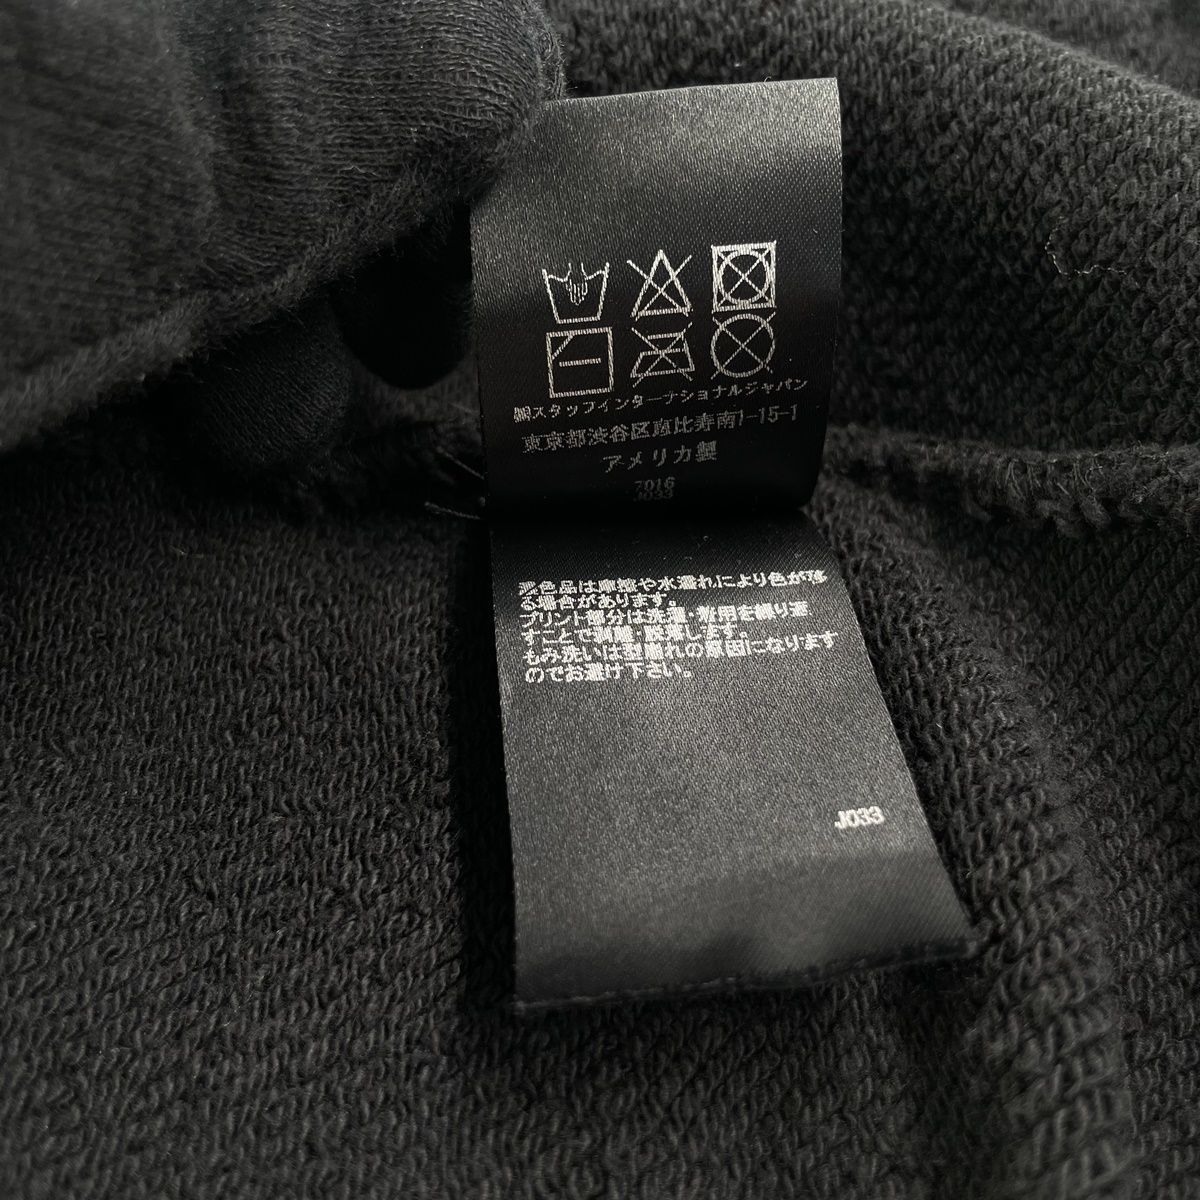 ㈱スタッフインターナショナルジャパン
東京都渋谷区恵比寿南1-15-1
アメリカ製
7016
J033
濃色品は摩擦や水濡れにより色が移
る場合があります。
プリント部分は洗濯・着用を繰り返
すことで剥離・脱落します。
もみ洗いは型崩れの原因になります
のでお避け下さい。
J033